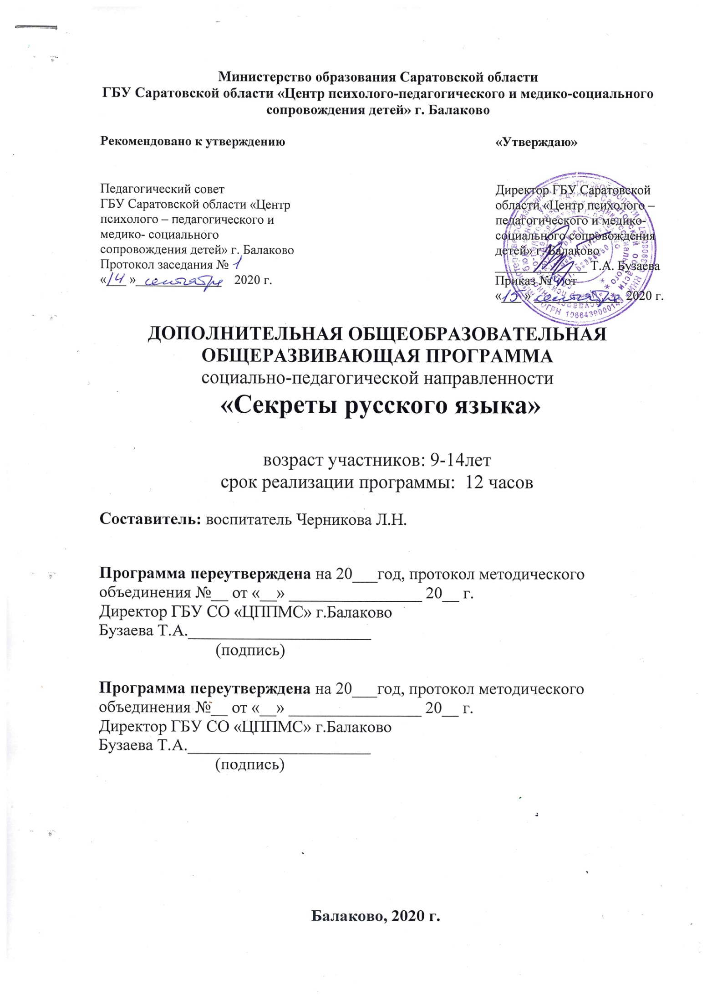 Министерство образования Саратовской области
ГБУ Саратовской области «Центр психолого-педагогического и медико-социального
сопровождения детей» г. Балаково
Рекомендовано к утверждению
Педагогический совет
ГБУ Саратовской области «Центр
психолого – педагогического и
медико- социального
сопровождения детей» г. Балаково
Протокол заседания № 1
«14 » сентября 2020 г.
«Утверждаю»
Директор ГБУ Саратовской
области «Центр психолого –
педагогического и медико-
социального сопровождения
детей» г. Балаково
______________ Т.А. Бузаева
Приказ № от
«15 » сентября 2020 г.
ОГРН 1066439000143
ДОПОЛНИТЕЛЬНАЯ ОБЩЕОБРАЗОВАТЕЛЬНАЯ
ОБЩЕРАЗВИВАЮЩАЯ ПРОГРАММА
социально-педагогической направленности
«Секреты русского языка»
возраст участников: 9-14лет
срок реализации программы: 12 часов
Составитель: воспитатель Черникова Л.Н.
Программа переутверждена на 20___год, протокол методического
объединения №__ от «__» ________________ 20__ г.
Директор ГБУ СО «ЦППМС» г.Балаково
Бузаева Т.А.______________________
(подпись)
Программа переутверждена на 20___год, протокол методического
объединения №__ от «__» ________________ 20__ г.
Директор ГБУ СО «ЦППМС» г.Балаково
Бузаева Т.А.______________________
(подпись)
Балаково, 2020 г.